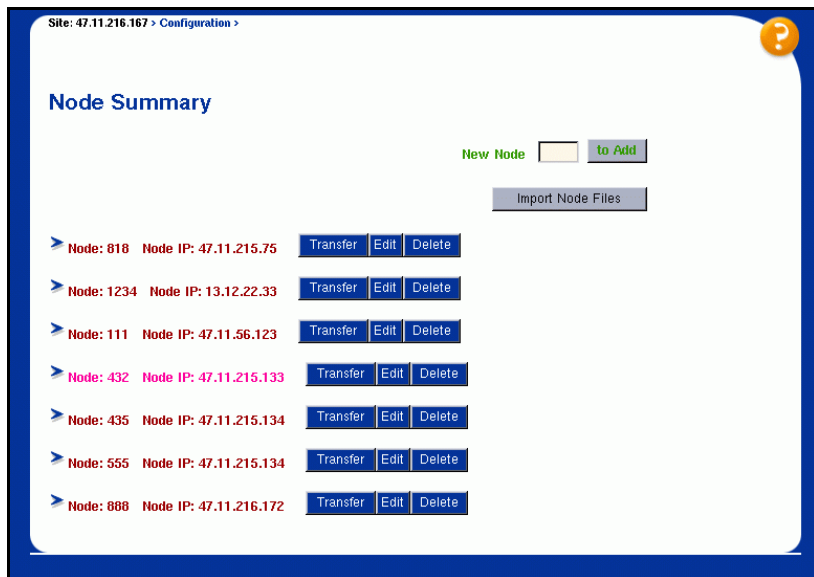 Site: 47.11.216.167 > Configuration >
?
Node Summary
New Node to Add
Import Node Files
Node: 818 Node IP: 47.11.215.75 Transfer Edit Delete
Node: 1234 Node IP: 13.12.22.33 Transfer Edit Delete
Node: 111 Node IP: 47.11.56.123 Transfer Edit Delete
Node: 432 Node IP: 47.11.215.133 Transfer Edit Delete
Node: 435 Node IP: 47.11.215.134 Transfer Edit Delete
Node: 555 Node IP: 47.11.215.134 Transfer Edit Delete
Node: 888 Node IP: 47.11.216.172 Transfer Edit Delete